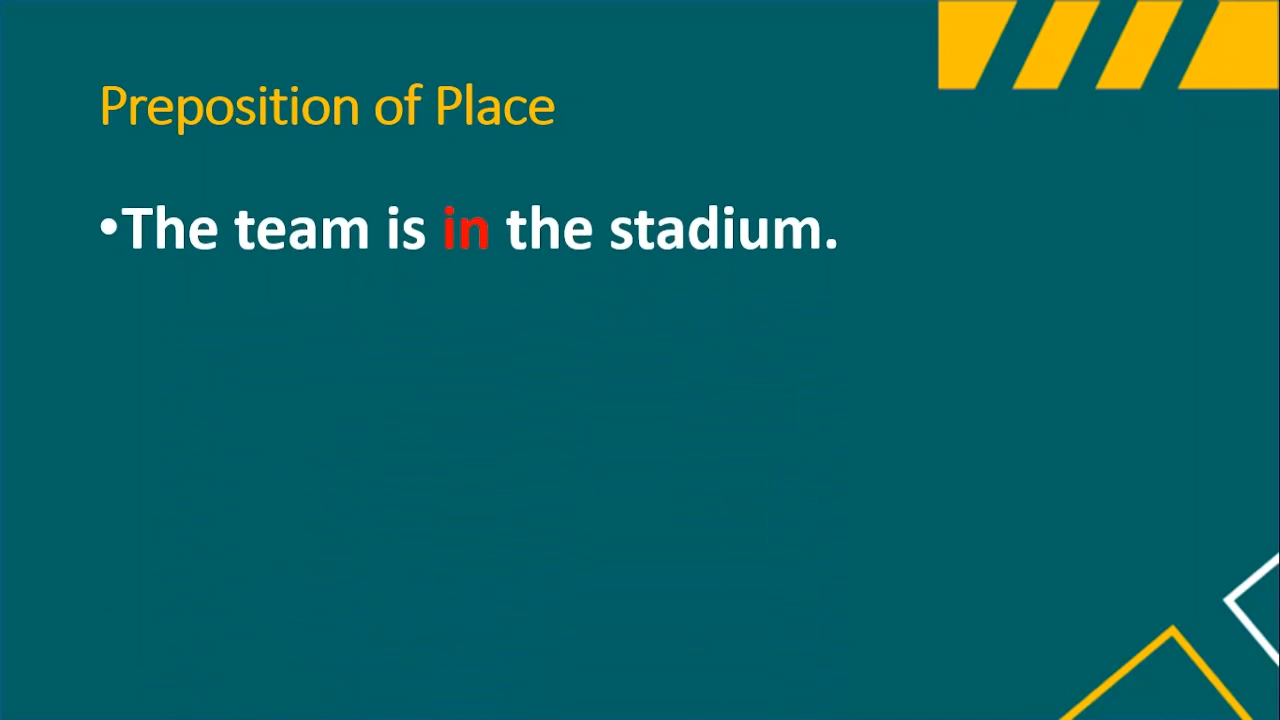 Preposition of Place
•The team is in the stadium.